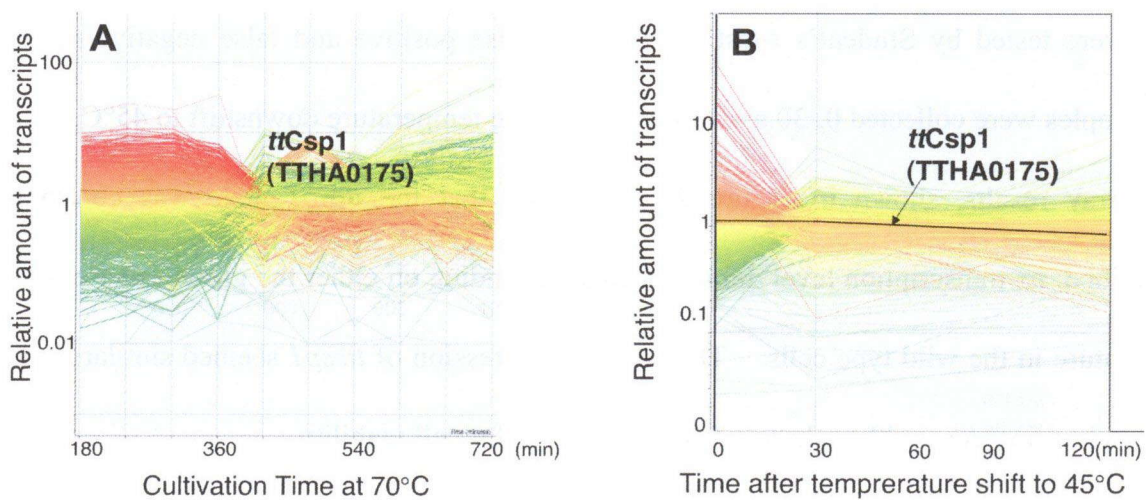 A
Relative amount of transcripts
100
1
0.01
ttCsp1
(TTHA0175)
180
360
540
720
(min)
Cultivation Time at 70°C
B
Relative amount of transcripts
10
1
0.1
0
ttCsp1
(TTHA0175)
0
30
60
90
120(min)
Time after temprerature shift to 45°C